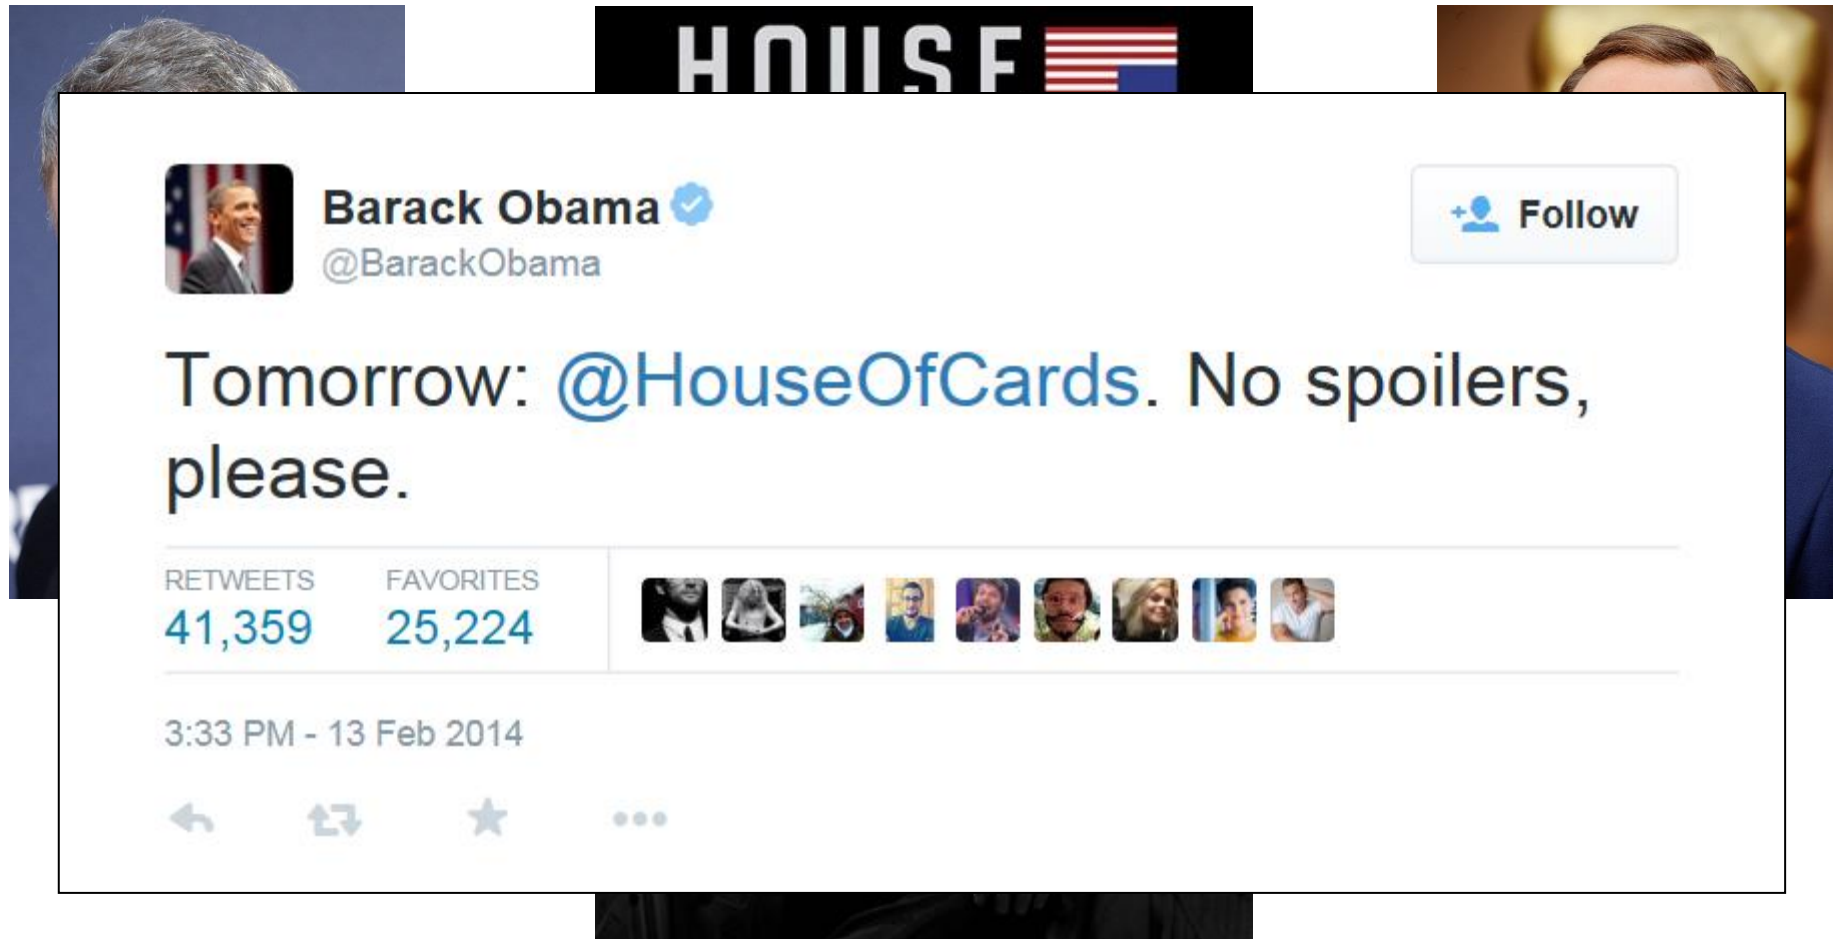 HOUSE
Barack Obama
@BarackObama
Follow
Tomorrow: @HouseOfCards. No spoilers,
please.
RETWEETS FAVORITES
41,359 25,224
3:33 PM - 13 Feb 2014